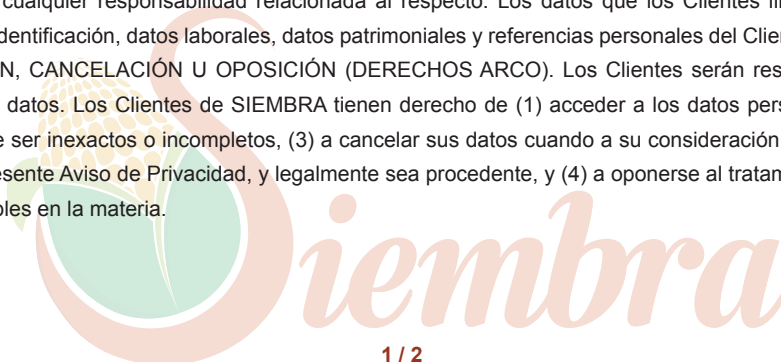 cualquier responsabilidad relacionada al respecto. Los datos que los Clientes
dentificación, datos laborales, datos patrimoniales y referencias personales del Clien
N, CANCELACIÓN U OPOSICIÓN (DERECHOS ARCO). Los Clientes serán res
datos. Los Clientes de SIEMBRA tienen derecho de (1) acceder a los datos pers
e ser inexactos o incompletos, (3) a cancelar sus datos cuando a su consideración
esente Aviso de Privacidad, y legalmente sea procedente, y (4) a oponerse al tratam
bles en la materia.
Siembra
1 / 2